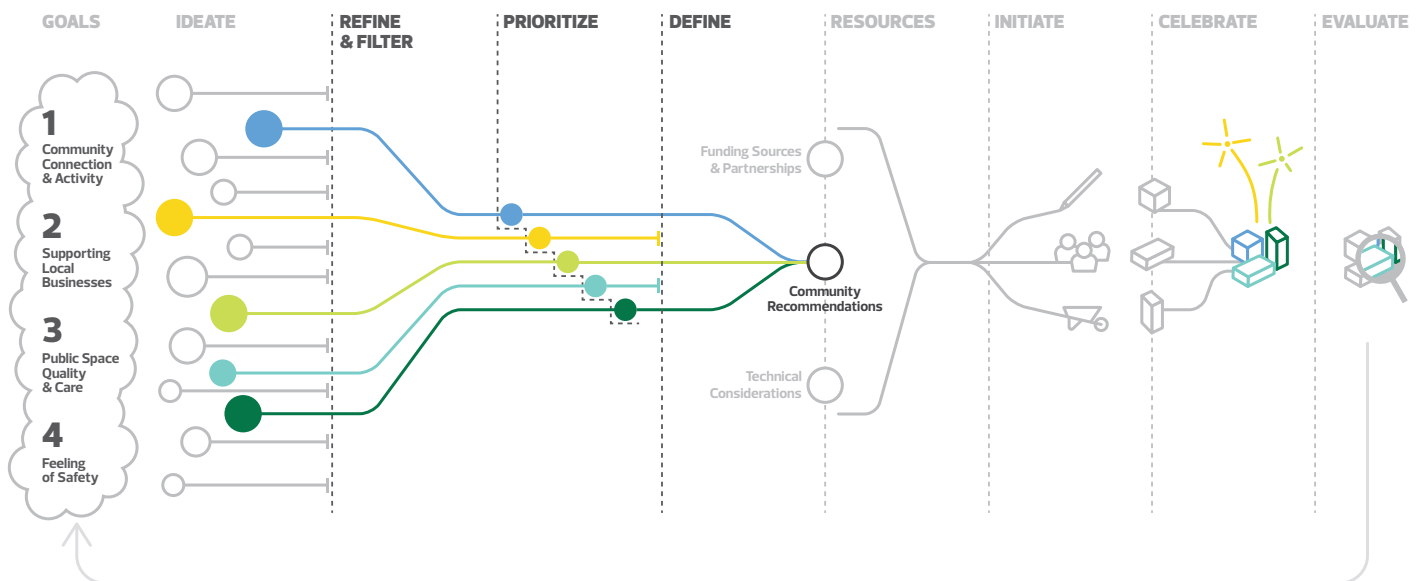 GOALS
IDEATE
REFINE
& FILTER
PRIORITIZE
DEFINE
RESOURCES
INITIATE
CELEBRATE
EVALUATE
1
Community
Connection
& Activity
2
Supporting
Local
Businesses
3
Public Space
Quality
& Care
4
Feeling
of Safety
Funding Sources
& Partnerships
Community
Recommendations
Technical
Considerations